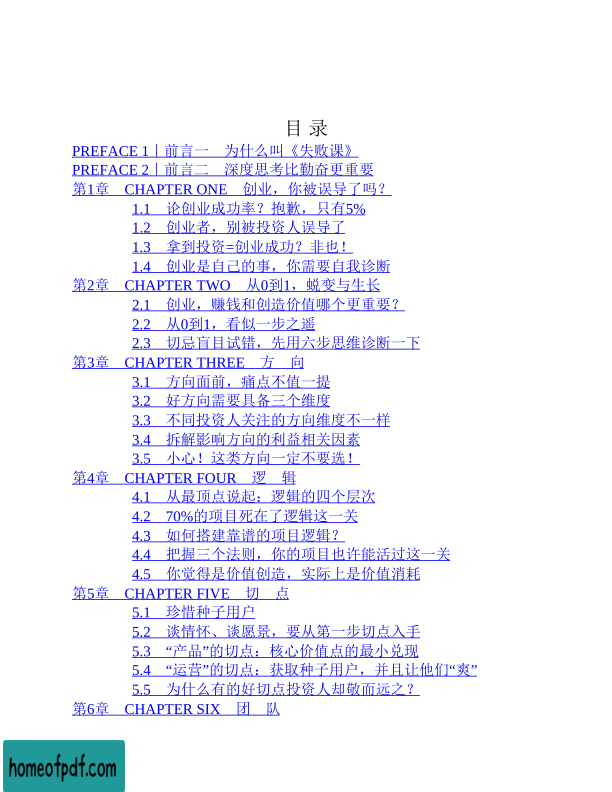 目 录
PREFACE 1｜前言一　为什么叫《失败课》
PREFACE 2｜前言二　深度思考比勤奋更重要
第1章　CHAPTER ONE　创业，你被误导了吗？
1.1　论创业成功率？抱歉，只有5%
1.2　创业者，别被投资人误导了
1.3　拿到投资=创业成功？非也！
1.4　创业是自己的事，你需要自我诊断
第2章　CHAPTER TWO　从0到1，蜕变与生长
2.1　创业，赚钱和创造价值哪个更重要？
2.2　从0到1，看似一步之遥
2.3　切忌盲目试错，先用六步思维诊断一下
第3章　CHAPTER THREE　方　向
3.1　方向面前，痛点不值一提
3.2　好方向需要具备三个维度
3.3　不同投资人关注的方向维度不一样
3.4　拆解影响方向的利益相关因素
3.5　小心！这类方向一定不要选！
第4章　CHAPTER FOUR　逻　辑
4.1　从最顶点说起：逻辑的四个层次
4.2　70%的项目死在了逻辑这一关
4.3　如何搭建靠谱的项目逻辑？
4.4　把握三个法则，你的项目也许能活过这一关
4.5　你觉得是价值创造，实际上是价值消耗
第5章　CHAPTER FIVE　切　点
5.1　珍惜种子用户
5.2　谈情怀、谈愿景，要从第一步切点入手
5.3　“产品”的切点：核心价值点的最小兑现
5.4　“运营”的切点：获取种子用户，并且让他们“爽”
5.5　为什么有的好切点投资人却敬而远之？
第6章　CHAPTER SIX　团　队
homeofpdf.com